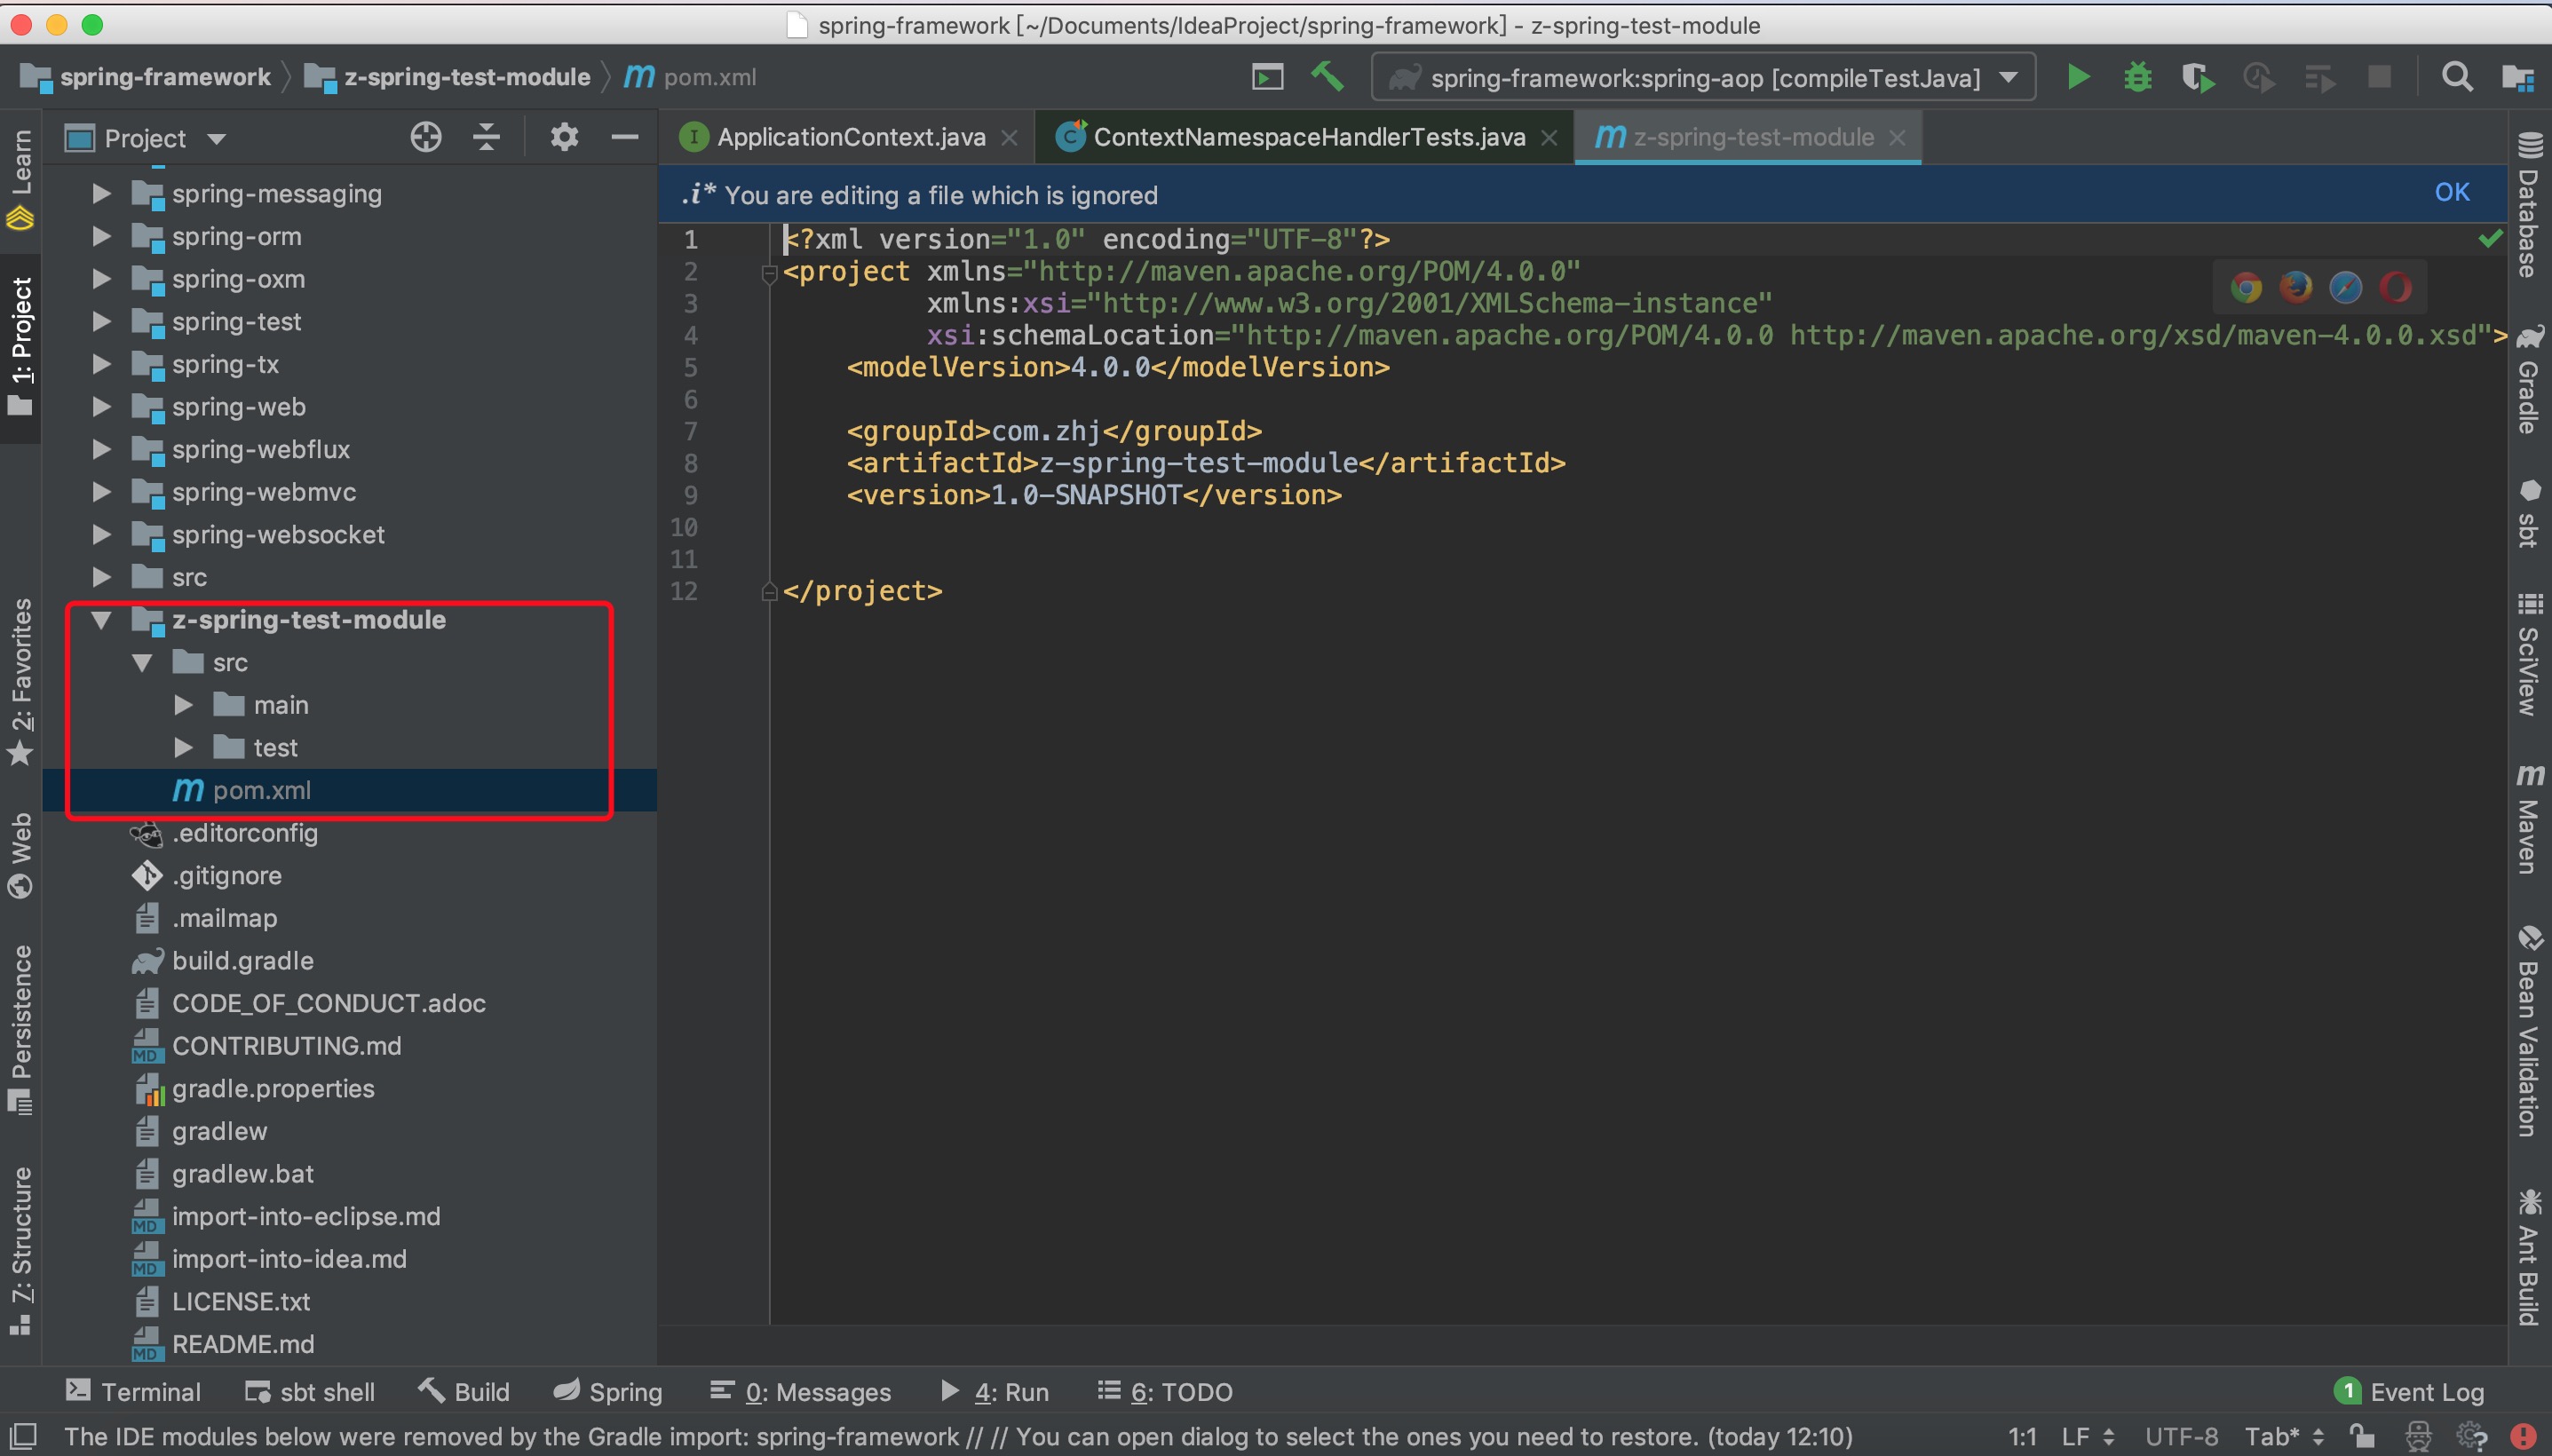 spring-framework [~/Documents/IdeaProject/spring-framework] - z-spring-test-module
spring-framework z-spring-test-module m pom.xml
spring-framework:spring-aop [compileTestJava]
Learn
1: Project
2: Favorites
Web
Persistence
7: Structure
Project
spring-messaging
spring-orm
spring-oxm
spring-test
spring-tx
spring-web
spring-webflux
spring-webmvc
spring-websocket
src
z-spring-test-module
src
main
test
m pom.xml
.editorconfig
.gitignore
.mailmap
build.gradle
CODE_OF_CONDUCT.adoc
MD CONTRIBUTING.md
gradle.properties
gradlew
gradlew.bat
MD import-into-eclipse.md
MD import-into-idea.md
LICENSE.txt
MD README.md
I ApplicationContext.java C ContextNamespaceHandlerTests.java m z-spring-test-module
.i* You are editing a file which is ignored OK
1 <?xml version="1.0" encoding="UTF-8"?>
2 <project xmlns="http://maven.apache.org/POM/4.0.0"
3 xmlns:xsi="http://www.w3.org/2001/XMLSchema-instance"
4 xsi:schemaLocation="http://maven.apache.org/POM/4.0.0 http://maven.apache.org/xsd/maven-4.0.0.xsd">
5 <modelVersion>4.0.0</modelVersion>
6
7 <groupId>com.zhj</groupId>
8 <artifactId>z-spring-test-module</artifactId>
9 <version>1.0-SNAPSHOT</version>
10
11
12 </project>
Database
Gradle
sbt
SciView
m Maven
Bean Validation
Ant Build
Terminal sbt shell Build Spring 0: Messages 4: Run 6: TODO 1 Event Log
The IDE modules below were removed by the Gradle import: spring-framework // // You can open dialog to select the ones you need to restore. (today 12:10) 1:1 LF UTF-8 Tab*